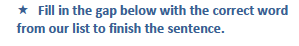 ★ Fill in the gap below with the correct word
from our list to finish the sentence.